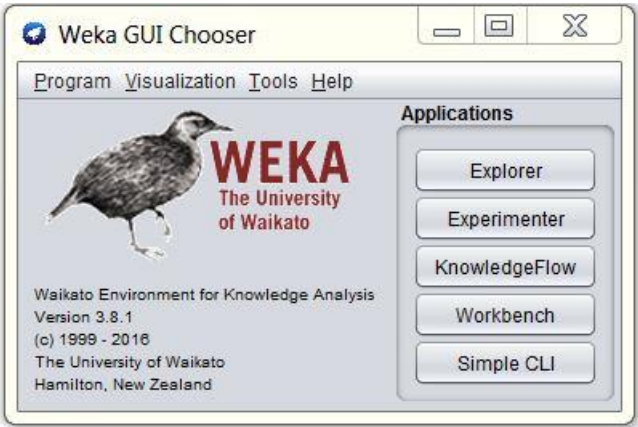 Weka GUI Chooser
Program Visualization Tools Help
WEKA
The University
of Waikato
Waikato Environment for Knowledge Analysis
Version 3.8.1
(c) 1999 - 2016
The University of Waikato
Hamilton, New Zealand
Applications
Explorer
Experimenter
KnowledgeFlow
Workbench
Simple CLI